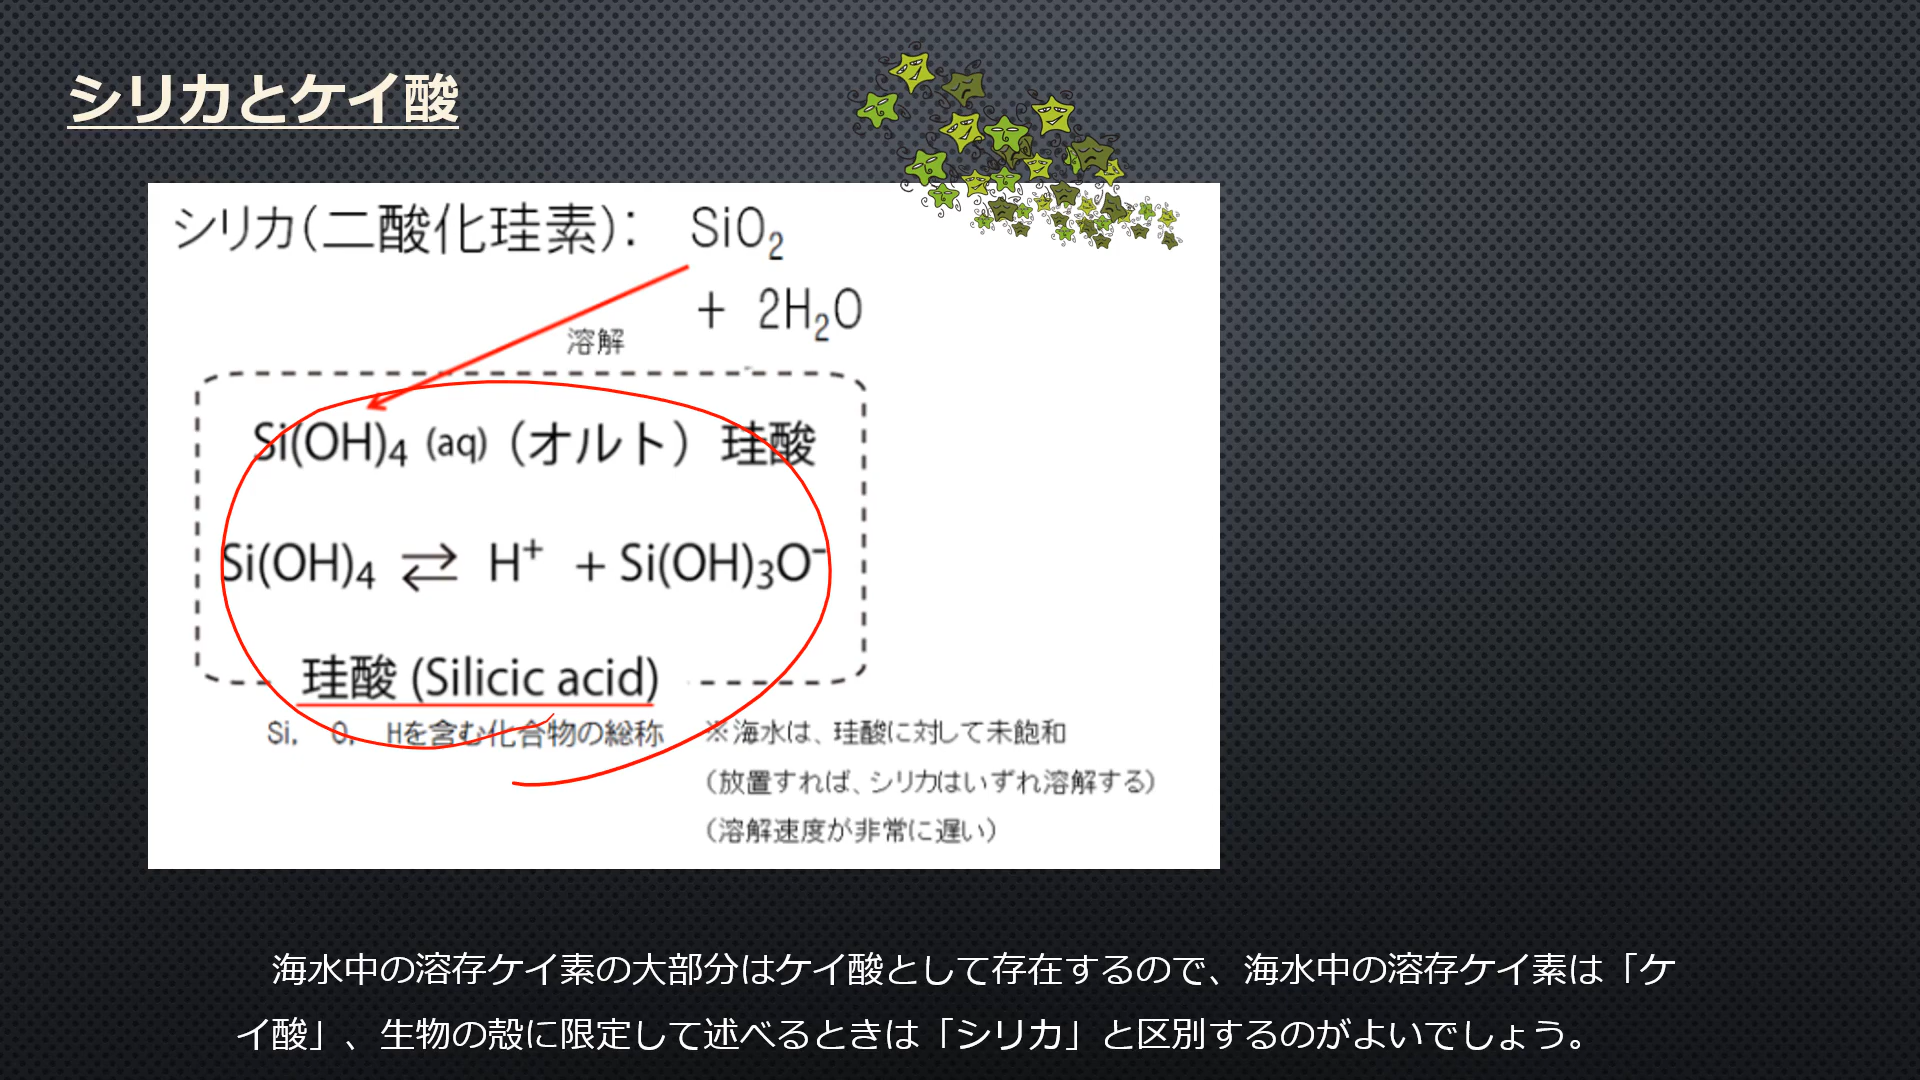 シリカとケイ酸
シリカ(二酸化珪素): SiO₂
+ 2H₂O
溶解
Si(OH)₄ (aq)（オルト）珪酸
Si(OH)₄ ⇄ H⁺ + Si(OH)₃O⁻
珪酸 (Silicic acid)
Si, O, Hを含む化合物の総称
※海水は、珪酸に対して未飽和
（放置すれば、シリカはいずれ溶解する）
（溶解速度が非常に遅い）
海水中の溶存ケイ素の大部分はケイ酸として存在するので、海水中の溶存ケイ素は「ケ
イ酸」、生物の殻に限定して述べるときは「シリカ」と区別するのがよいでしょう。